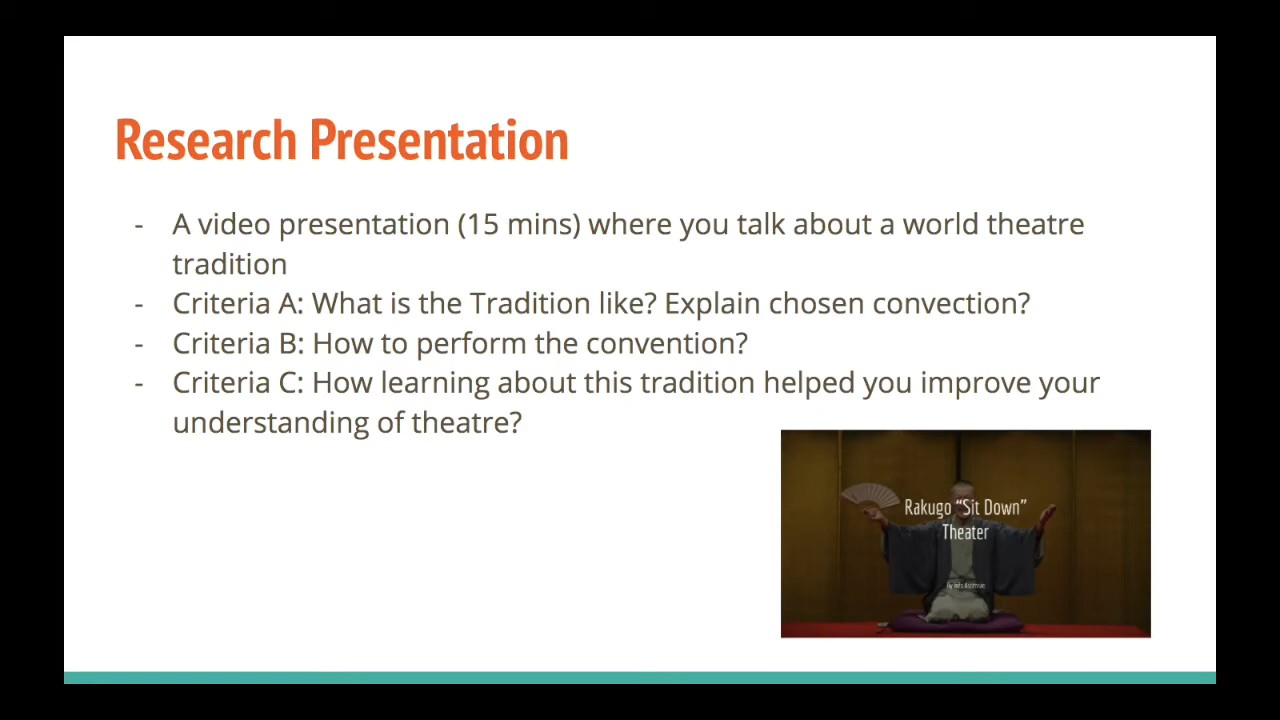 Research Presentation
- A video presentation (15 mins) where you talk about a world theatre
tradition
- Criteria A: What is the Tradition like? Explain chosen convection?
- Criteria B: How to perform the convention?
- Criteria C: How learning about this tradition helped you improve your
understanding of theatre?
Rakugo “Sit Down”
Theater